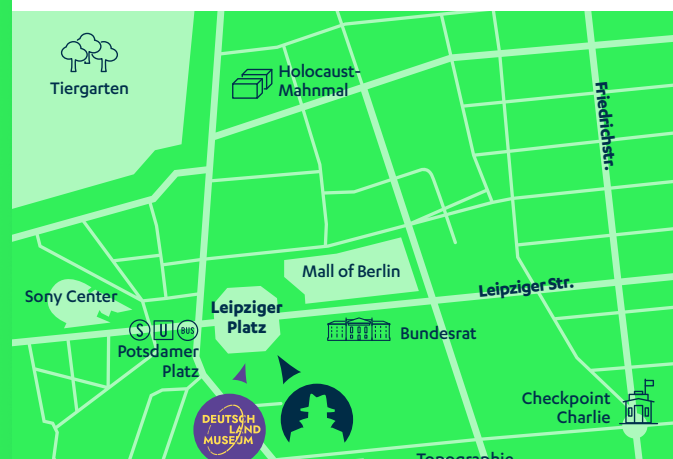 Tiergarten
Holocaust-
Mahnmal
Friedrichstr.
Mall of Berlin
Leipziger Str.
Sony Center
Leipziger
Platz
S U BUS
Potsdamer
Platz
Bundesrat
DEUTSCH
LAND
MUSEUM
Checkpoint
Charlie
Topographie